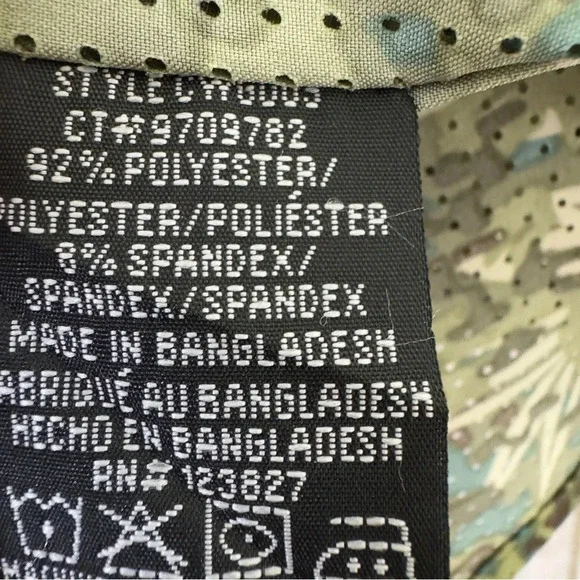 STYLE
CT#9709782
92% POLYESTER/
POLYESTER/POLIÉSTER
8% SPANDEX/
SPANDEX/SPANDEX
MADE IN BANGLADESH
FABRIQUÉ AU BANGLADESH
HECHO EN BANGLADESH
RN# 123827